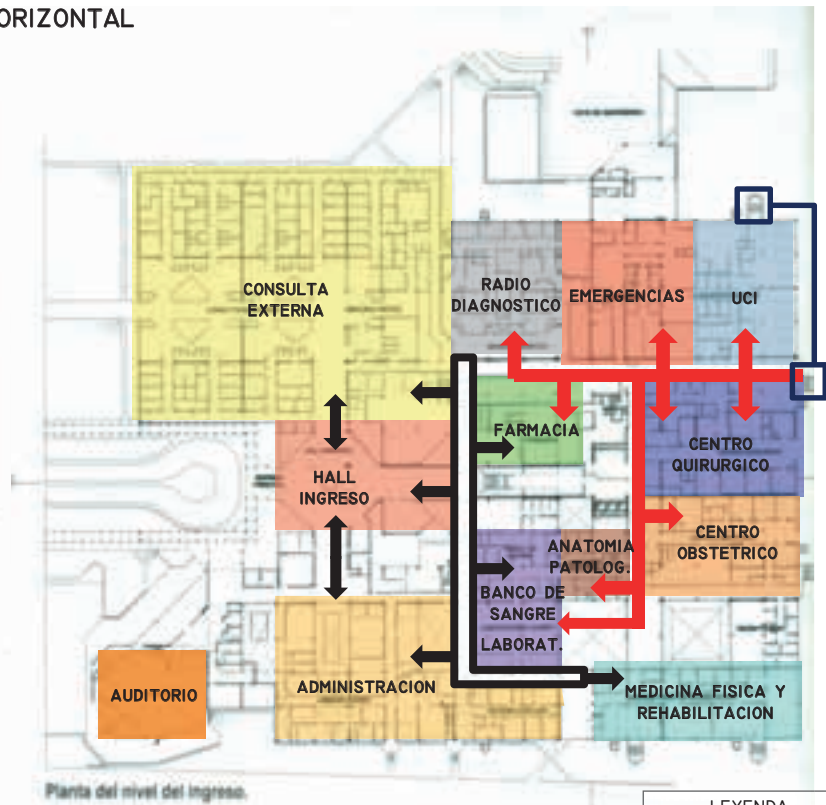 ORIZONTAL
CONSULTA
EXTERNA
RADIO
DIAGNOSTICO
EMERGENCIAS
UCI
FARMACIA
CENTRO
QUIRURGICO
HALL
INGRESO
ANATOMIA
PATOLOG.
CENTRO
OBSTETRICO
BANCO DE
SANGRE
LABORAT.
ADMINISTRACION
AUDITORIO
MEDICINA FISICA Y
REHABILITACION
Planta del nivel del ingreso.
LEYENDA